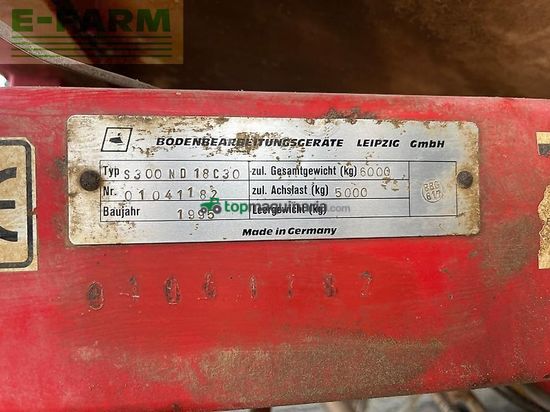 E-FARM
BODENBEARBEITUNGSGERÄTE LEIPZIG GmbH
Typ S300 ND 18C30 zul. Gesamtgewicht (kg) 6000
Nr. 01041182 zul. Achslast (kg) 5000
Baujahr 1995 Leergewicht (kg)
topmaquinaria.com
Made in Germany